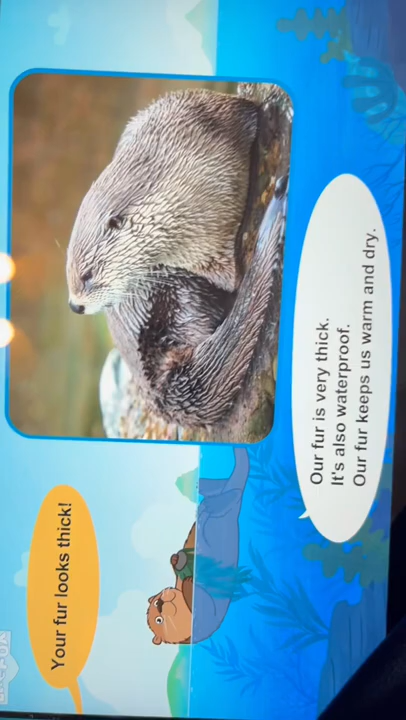 Your fur looks thick!
Our fur is very thick.
It's also waterproof.
Our fur keeps us warm and dry.